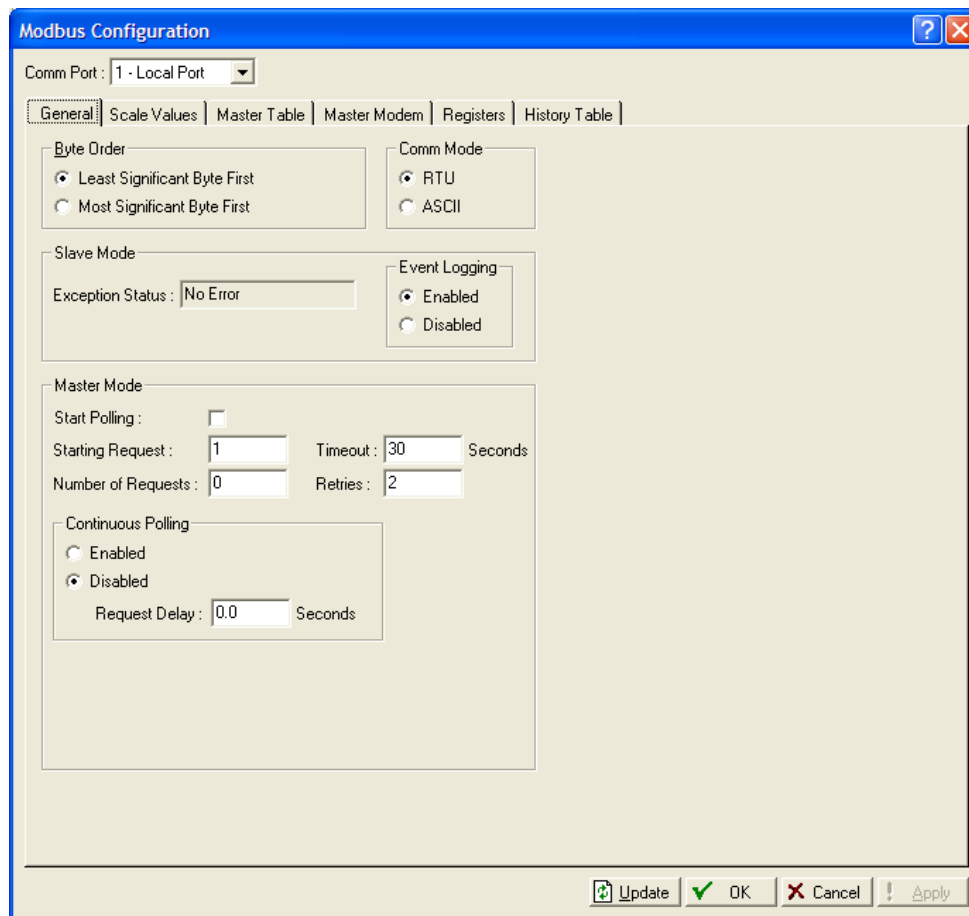 Modbus Configuration
Comm Port : 1 - Local Port
General Scale Values Master Table Master Modem Registers History Table
Byte Order
Least Significant Byte First
Most Significant Byte First
Comm Mode
RTU
ASCII
Slave Mode
Exception Status : No Error
Event Logging
Enabled
Disabled
Master Mode
Start Polling :
Starting Request : 1 Timeout : 30 Seconds
Number of Requests : 0 Retries : 2
Continuous Polling
Enabled
Disabled
Request Delay : 0.0 Seconds
Update OK Cancel ! Apply